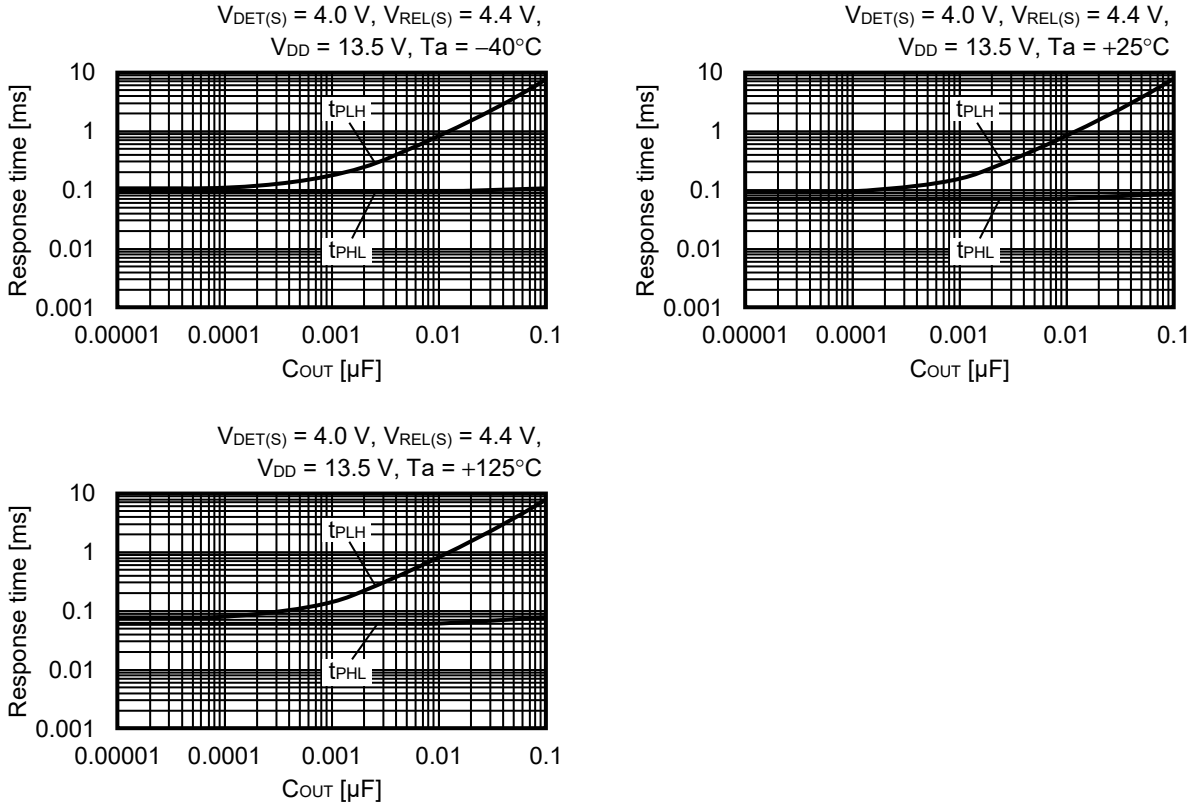 VDET(S) = 4.0 V, VREL(S) = 4.4 V,
VDD = 13.5 V, Ta = −40°C
Response time [ms]
10
1
0.1
0.01
0.001
tPLH
tPHL
0.00001 0.0001 0.001 0.01 0.1
COUT [µF]
VDET(S) = 4.0 V, VREL(S) = 4.4 V,
VDD = 13.5 V, Ta = +25°C
Response time [ms]
10
1
0.1
0.01
0.001
tPLH
tPHL
0.00001 0.0001 0.001 0.01 0.1
COUT [µF]
VDET(S) = 4.0 V, VREL(S) = 4.4 V,
VDD = 13.5 V, Ta = +125°C
Response time [ms]
10
1
0.1
0.01
0.001
tPLH
tPHL
0.00001 0.0001 0.001 0.01 0.1
COUT [µF]